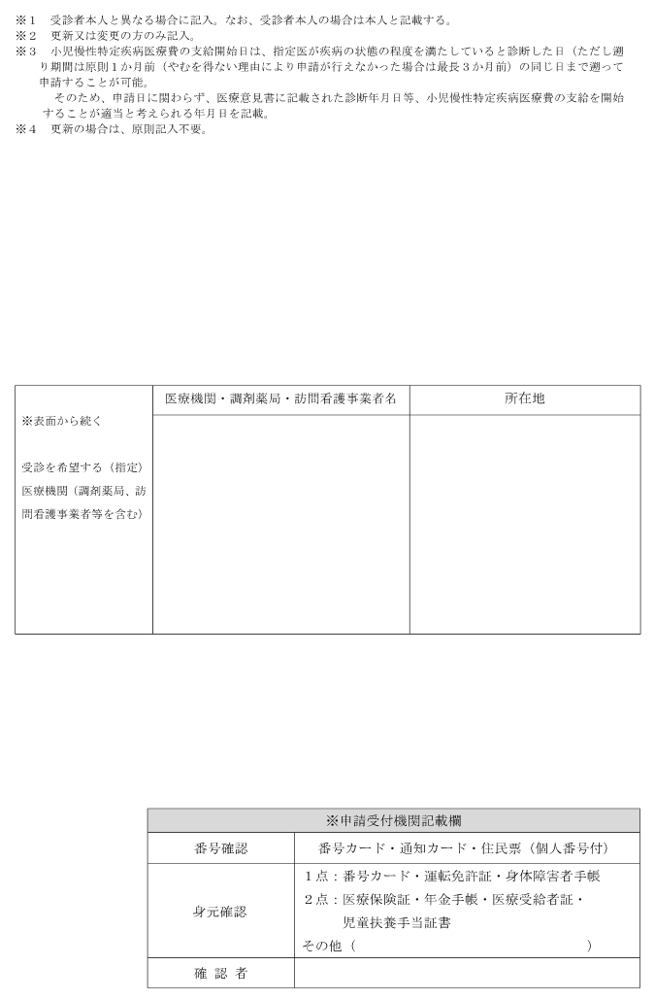 ※１　受診者本人と異なる場合に記入。なお、受診者本人の場合は本人と記載する。
※２　更新又は変更の方のみ記入。
※３　小児慢性特定疾病医療費の支給開始日は、指定医が疾病の状態の程度を満たしていると診断した日（ただし遡
り期間は原則１か月前（やむを得ない理由により申請が行えなかった場合は最長３か月前）の同じ日まで遡って
申請することが可能。
そのため、申請日に関わらず、医療意見書に記載された診断年月日等、小児慢性特定疾病医療費の支給を開始
することが適当と考えられる年月日を記載。
※４　更新の場合は、原則記入不要。
※表面から続く
受診を希望する（指定）
医療機関（調剤薬局、訪
問看護事業者等を含む）
医療機関・調剤薬局・訪問看護事業者名
所在地
※申請受付機関記載欄
番号確認
番号カード・通知カード・住民票（個人番号付）
身元確認
１点：番号カード・運転免許証・身体障害者手帳
２点：医療保険証・年金手帳・医療受給者証・
児童扶養手当証書
その他（　　　　　　　　　　　　　　　　　）
確 認 者